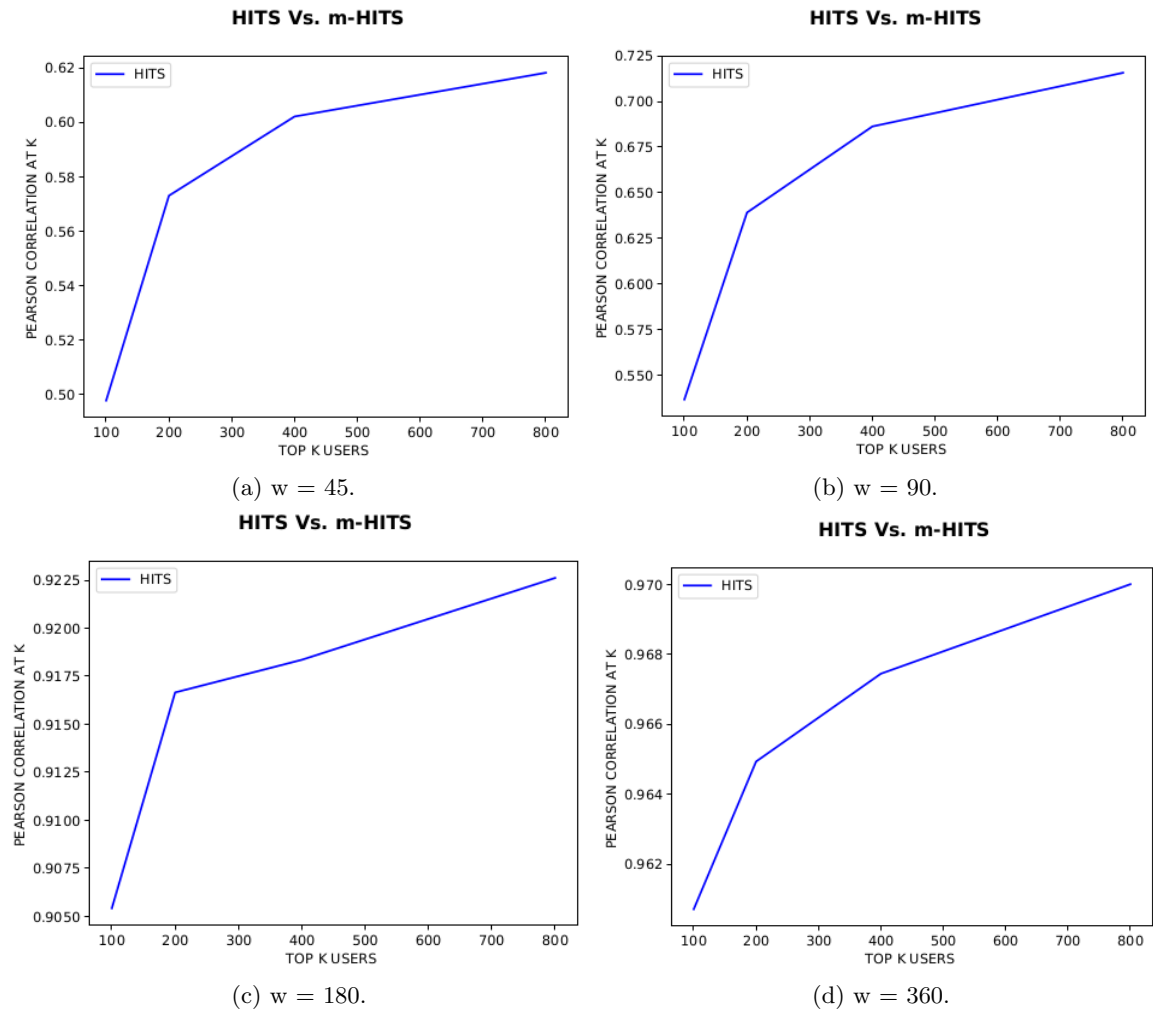 HITS Vs. m-HITS
HITS
PEARSON CORRELATION AT K
0.62
0.60
0.58
0.56
0.54
0.52
0.50
100 200 300 400 500 600 700 800
TOP K USERS
(a) w = 45.
HITS Vs. m-HITS
HITS
PEARSON CORRELATION AT K
0.725
0.700
0.675
0.650
0.625
0.600
0.575
0.550
100 200 300 400 500 600 700 800
TOP K USERS
(b) w = 90.
HITS Vs. m-HITS
HITS
PEARSON CORRELATION AT K
0.9225
0.9200
0.9175
0.9150
0.9125
0.9100
0.9075
0.9050
100 200 300 400 500 600 700 800
TOP K USERS
(c) w = 180.
HITS Vs. m-HITS
HITS
PEARSON CORRELATION AT K
0.970
0.968
0.966
0.964
0.962
100 200 300 400 500 600 700 800
TOP K USERS
(d) w = 360.